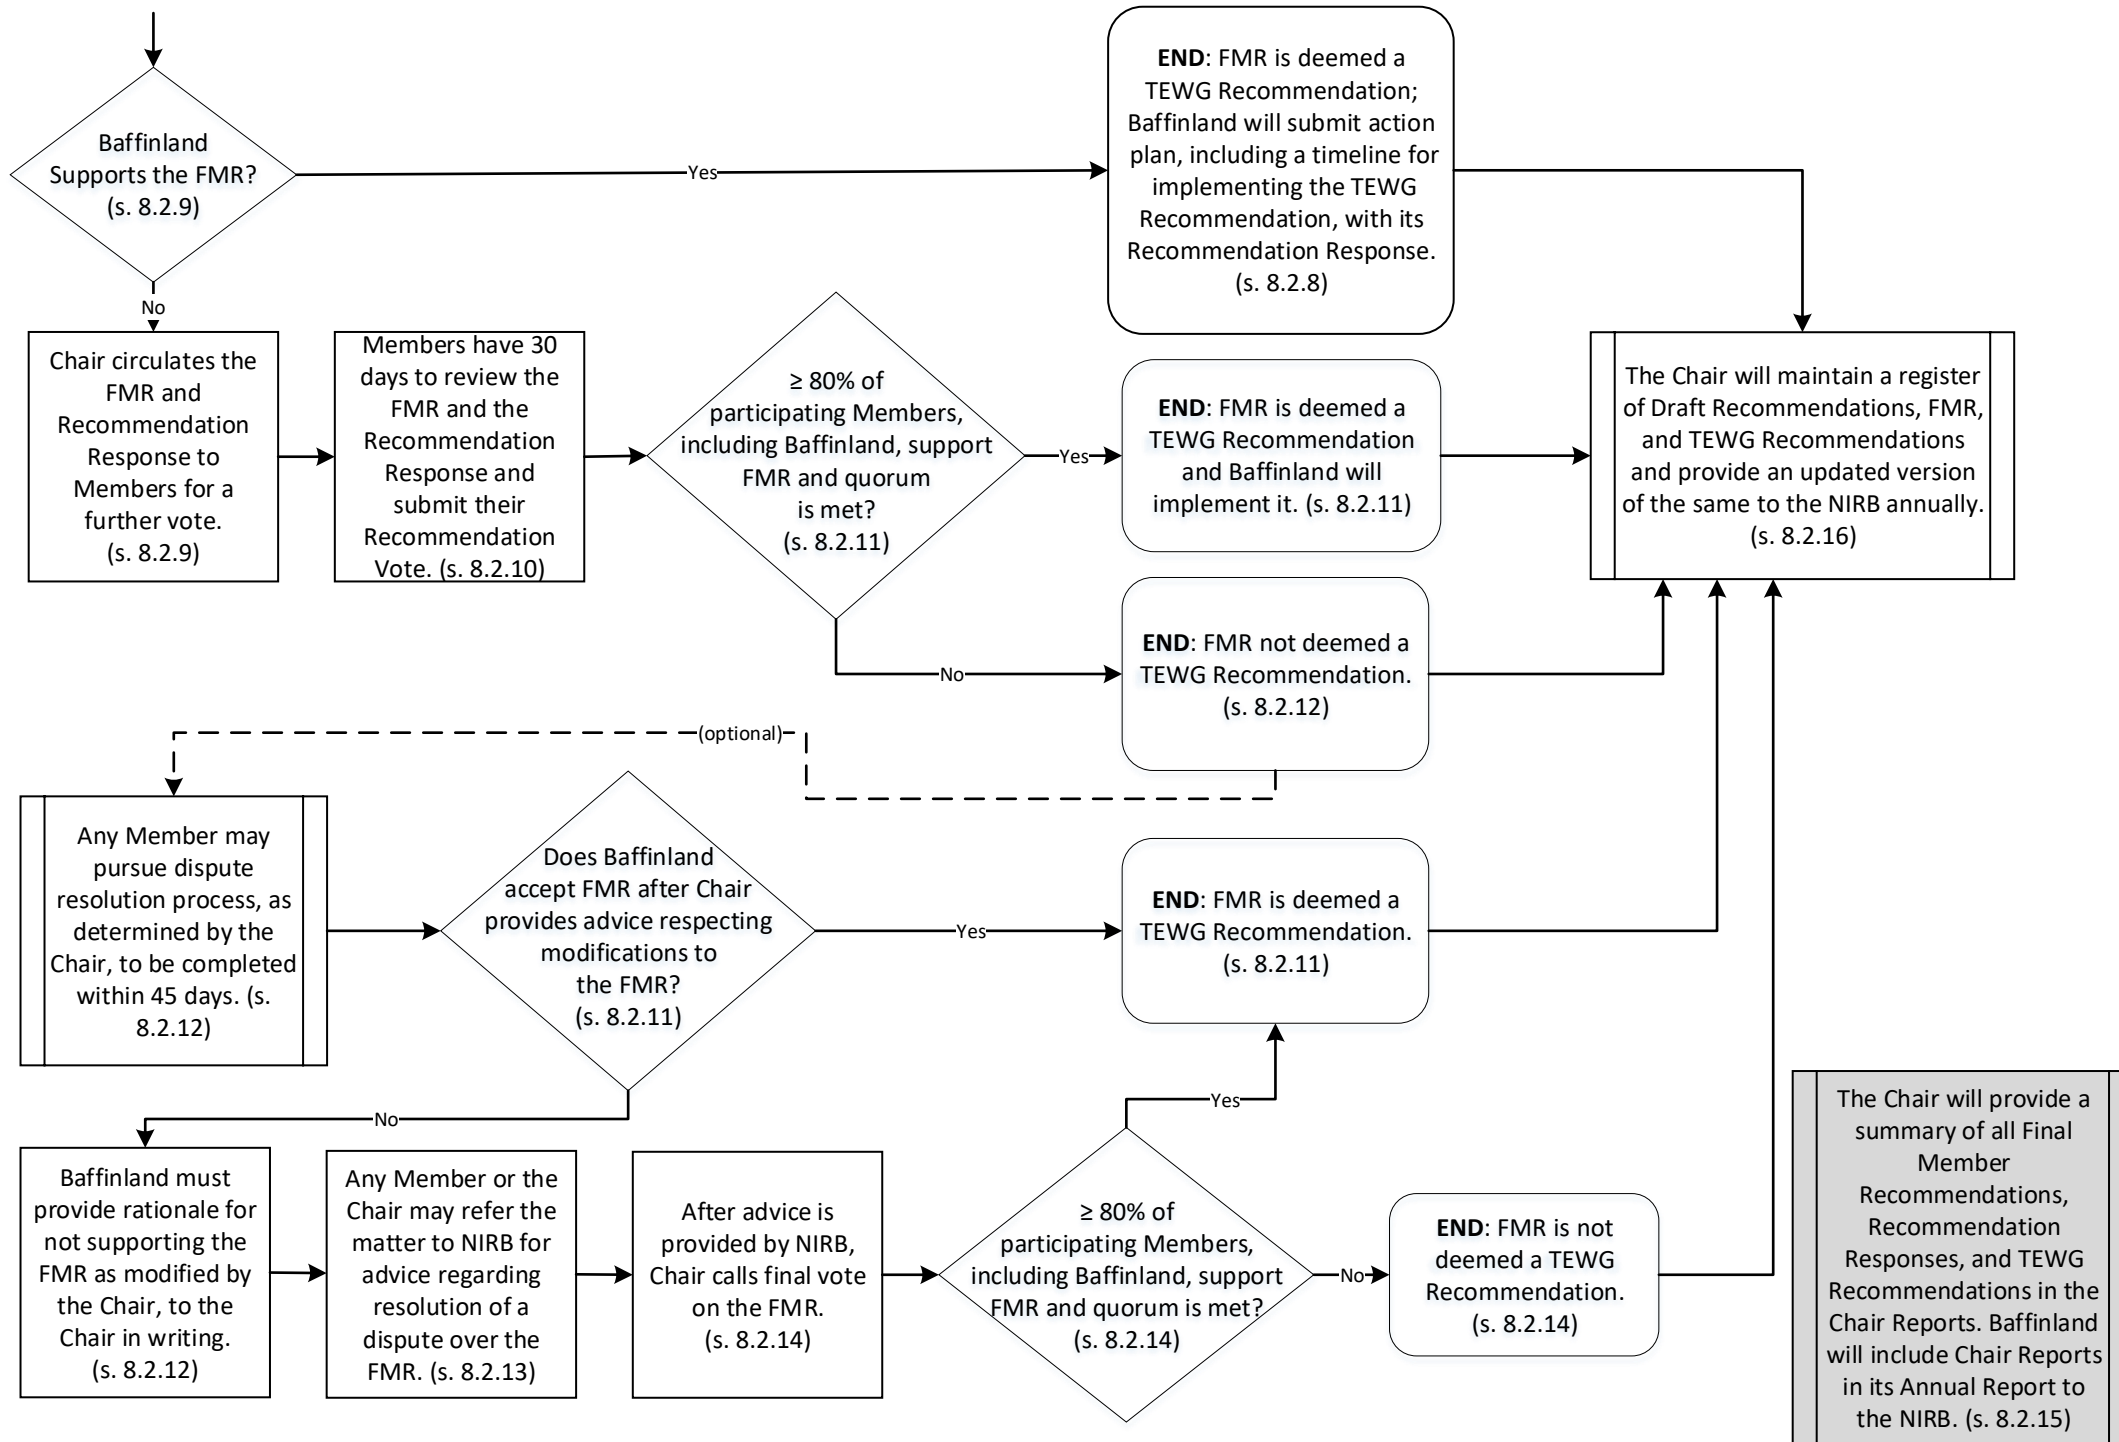 Baffinland
Supports the FMR?
(s. 8.2.9)
Yes
END: FMR is deemed a
TEWG Recommendation;
Baffinland will submit action
plan, including a timeline for
implementing the TEWG
Recommendation, with its
Recommendation Response.
(s. 8.2.8)
No
Chair circulates the
FMR and
Recommendation
Response to
Members for a
further vote.
(s. 8.2.9)
Members have 30
days to review the
FMR and the
Recommendation
Response and
submit their
Recommendation
Vote. (s. 8.2.10)
≥ 80% of
participating Members,
including Baffinland, support
FMR and quorum
is met?
(s. 8.2.11)
Yes
END: FMR is deemed a
TEWG Recommendation
and Baffinland will
implement it. (s. 8.2.11)
The Chair will maintain a register
of Draft Recommendations, FMR,
and TEWG Recommendations
and provide an updated version
of the same to the NIRB annually.
(s. 8.2.16)
No
END: FMR not deemed a
TEWG Recommendation.
(s. 8.2.12)
(optional)
Any Member may
pursue dispute
resolution process, as
determined by the
Chair, to be completed
within 45 days. (s.
8.2.12)
Does Baffinland
accept FMR after Chair
provides advice respecting
modifications to
the FMR?
(s. 8.2.11)
Yes
END: FMR is deemed a
TEWG Recommendation.
(s. 8.2.11)
No
Baffinland must
provide rationale for
not supporting the
FMR as modified by
the Chair, to the
Chair in writing.
(s. 8.2.12)
Any Member or the
Chair may refer the
matter to NIRB for
advice regarding
resolution of a
dispute over the
FMR. (s. 8.2.13)
After advice is
provided by NIRB,
Chair calls final vote
on the FMR.
(s. 8.2.14)
≥ 80% of
participating Members,
including Baffinland, support
FMR and quorum is met?
(s. 8.2.14)
Yes
No
END: FMR is not
deemed a TEWG
Recommendation.
(s. 8.2.14)
The Chair will provide a
summary of all Final
Member
Recommendations,
Recommendation
Responses, and TEWG
Recommendations in the
Chair Reports. Baffinland
will include Chair Reports
in its Annual Report to
the NIRB. (s. 8.2.15)